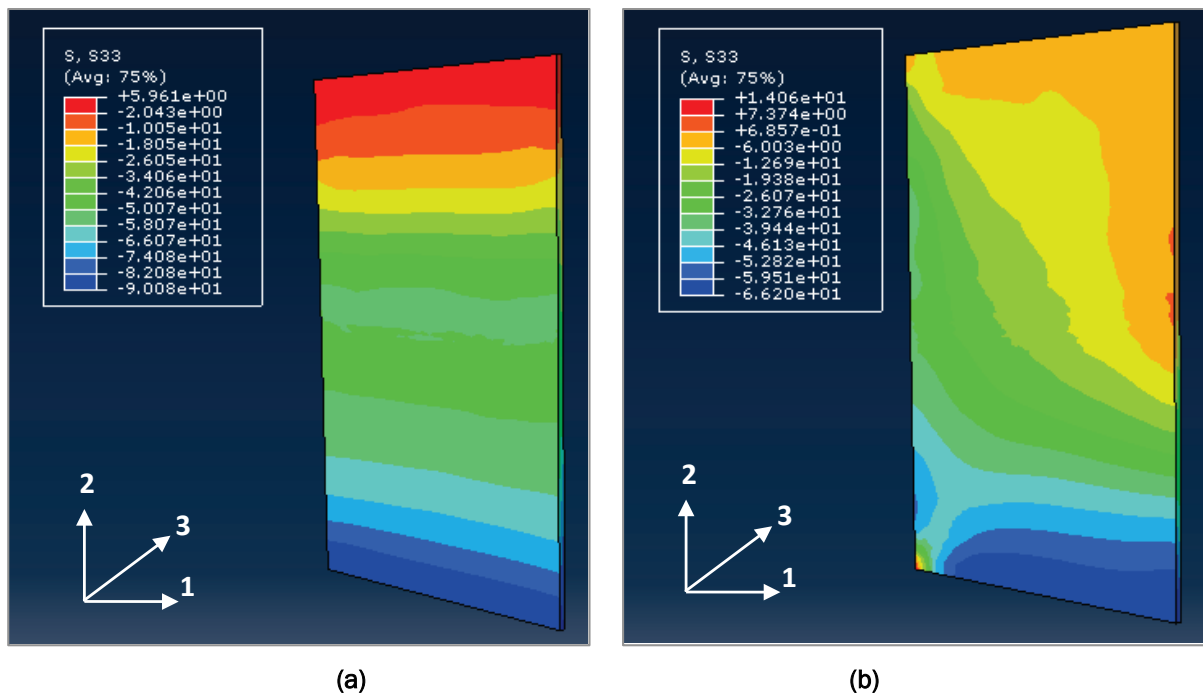 S, S33
(Avg: 75%)
+5.961e+00
-2.043e+00
-1.005e+01
-1.805e+01
-2.605e+01
-3.406e+01
-4.206e+01
-5.007e+01
-5.807e+01
-6.607e+01
-7.408e+01
-8.208e+01
-9.008e+01
2
3
1
(a)
S, S33
(Avg: 75%)
+1.406e+01
+7.374e+00
+6.857e-01
-6.003e+00
-1.269e+01
-1.938e+01
-2.607e+01
-3.276e+01
-3.944e+01
-4.613e+01
-5.282e+01
-5.951e+01
-6.620e+01
2
3
1
(b)